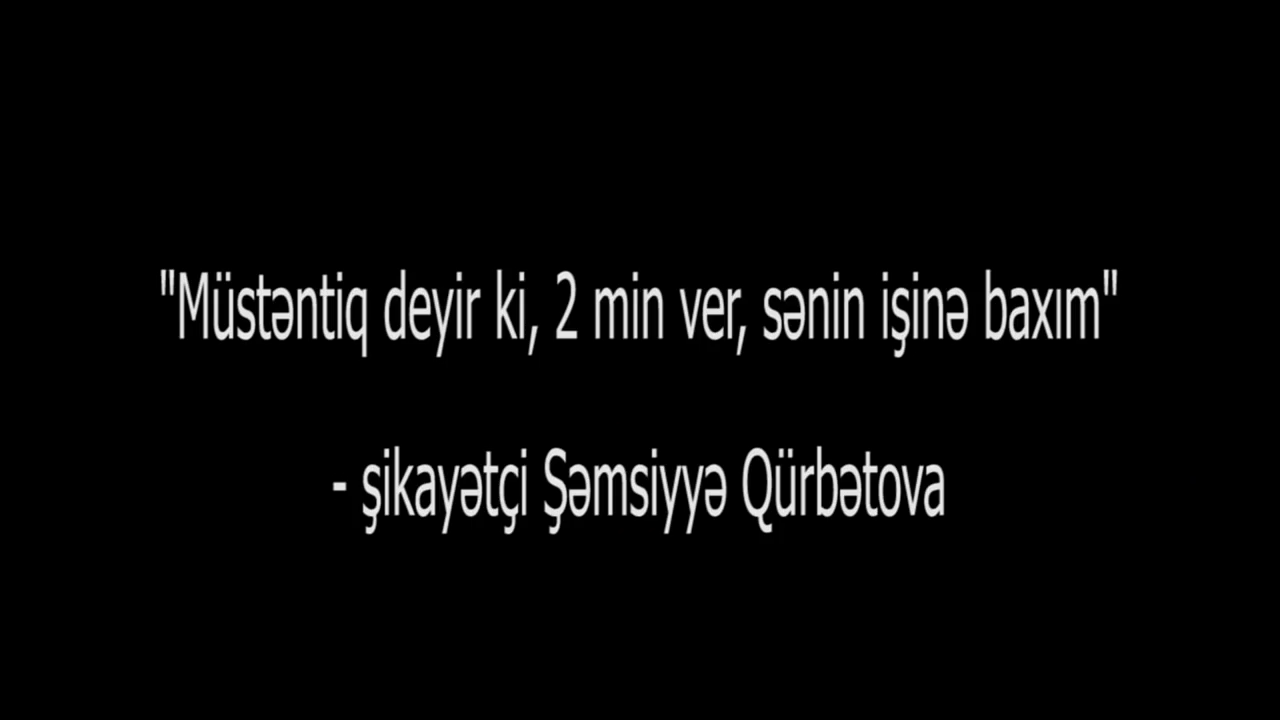 "Müstəntiq deyir ki, 2 min ver, sənin işinə baxım"
- şikayətçi Şəmsiyyə Qürbətova